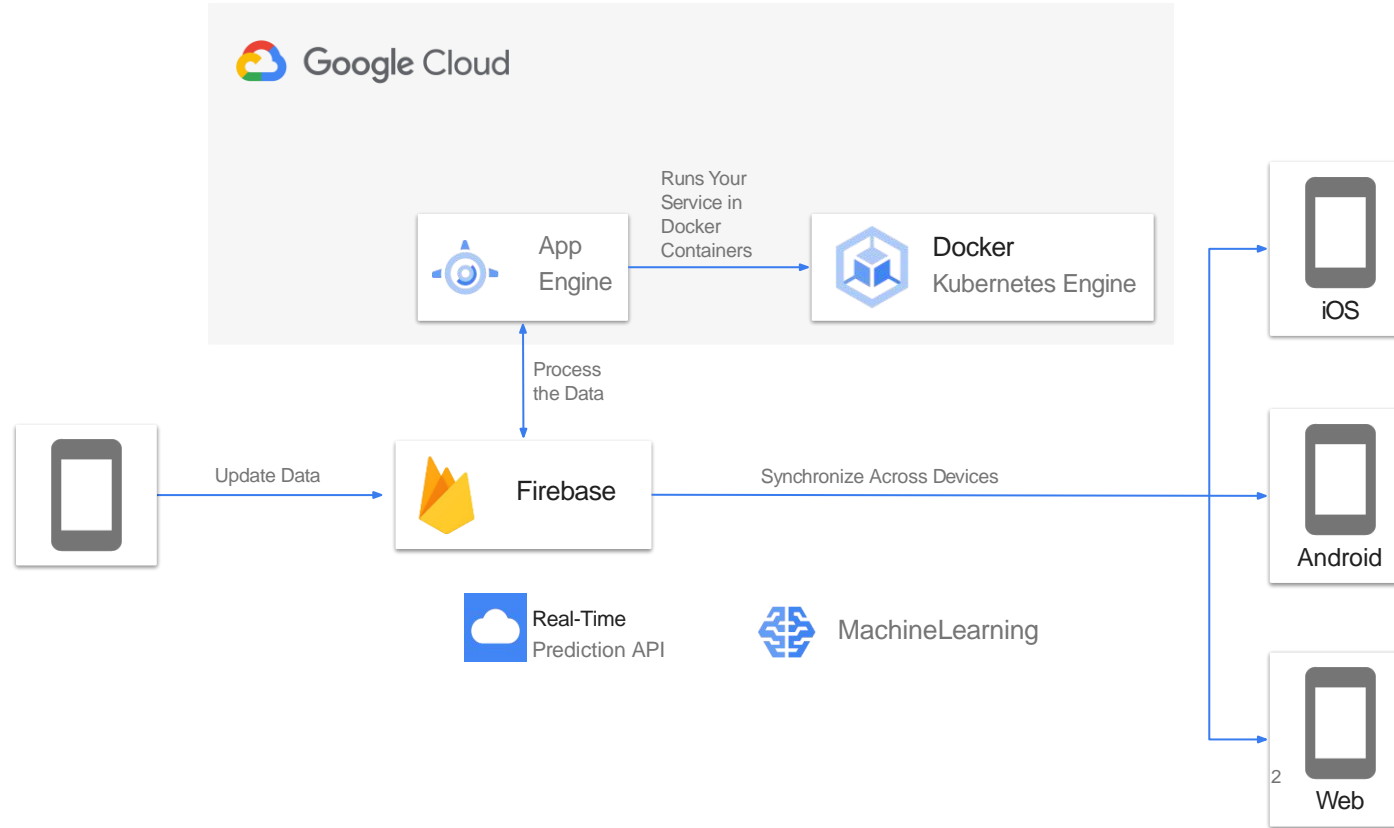 Google Cloud
Runs Your
Service in
Docker
Containers
App
Engine
Docker
Kubernetes Engine
iOS
Process
the Data
Update Data
Firebase
Synchronize Across Devices
Android
Real-Time
Prediction API
MachineLearning
2
Web